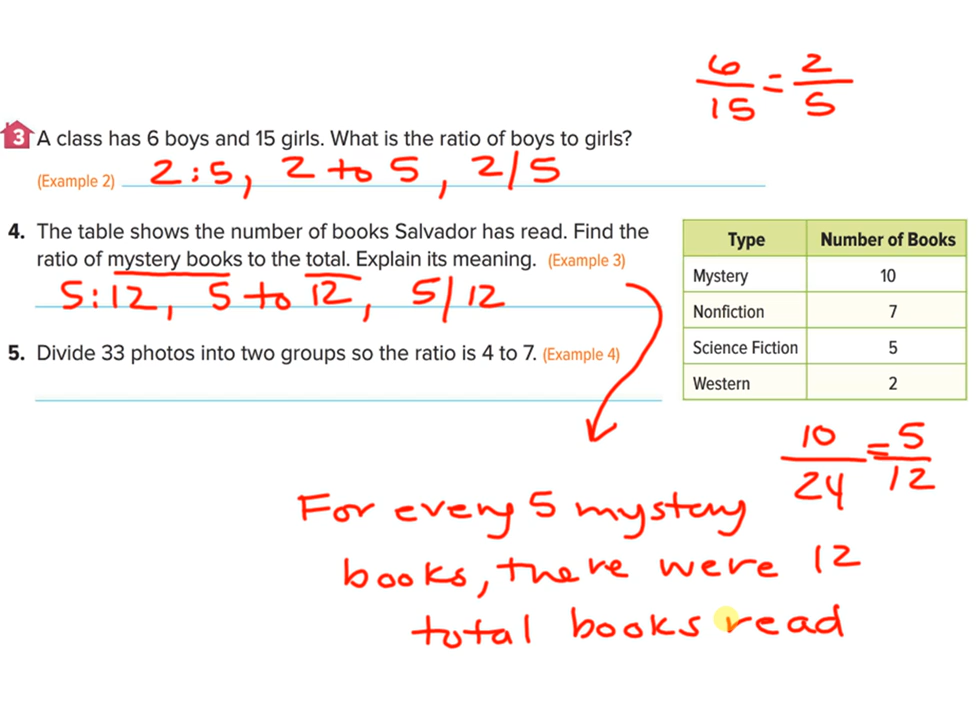 6/15 = 2/5
3 A class has 6 boys and 15 girls. What is the ratio of boys to girls?
(Example 2) 2:5, 2 to 5, 2/5
4. The table shows the number of books Salvador has read. Find the
ratio of mystery books to the total. Explain its meaning. (Example 3)
5:12, 5 to 12, 5/12
5. Divide 33 photos into two groups so the ratio is 4 to 7. (Example 4)
Type Number of Books
Mystery 10
Nonfiction 7
Science Fiction 5
Western 2
10/24 = 5/12
For every 5 mystery
books, there were 12
total books read